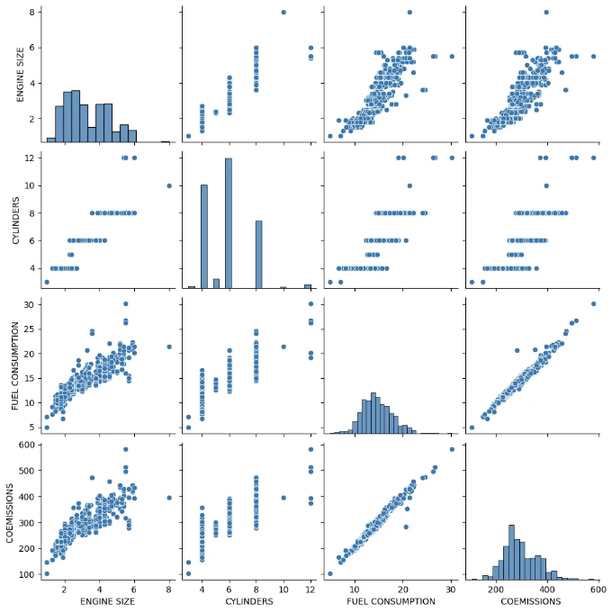 8
6
4
2
ENGINE SIZE
12
10
8
6
4
CYLINDERS
30
25
20
15
10
5
FUEL CONSUMPTION
600
500
400
300
200
100
COEMISSIONS
2 4 6 8
4 6 8 10 12
10 20 30
200 400 600
ENGINE SIZE
CYLINDERS
FUEL CONSUMPTION
COEMISSIONS